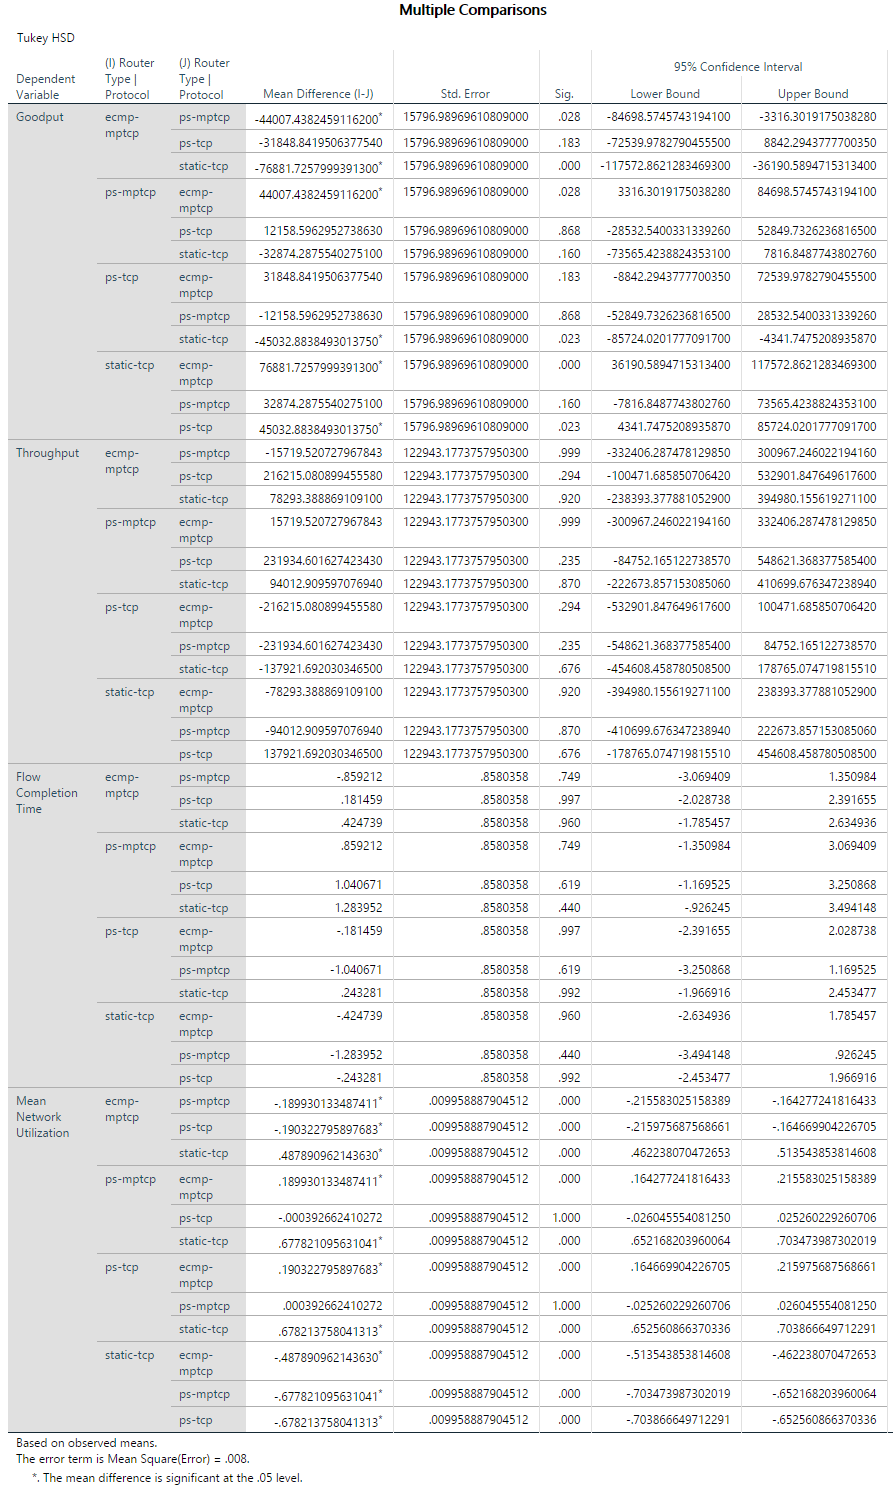 Multiple Comparisons
Tukey HSD
Dependent Variable (I) Router Type | Protocol (J) Router Type | Protocol Mean Difference (I-J) Std. Error Sig. 95% Confidence Interval
Lower Bound Upper Bound
Goodput ecmp-mptcp ps-mptcp -44007.4382459116200* 15796.98969610809000 .028 -84698.5745743194100 -3316.3019175038280
ps-tcp -31848.8419506377540 15796.98969610809000 .183 -72539.9782790455500 8842.2943777700350
static-tcp -76881.7257999391300* 15796.98969610809000 .000 -117572.8621283469300 -36190.5894715313400
ps-mptcp ecmp-mptcp 44007.4382459116200* 15796.98969610809000 .028 3316.3019175038280 84698.5745743194100
ps-tcp 12158.5962952738630 15796.98969610809000 .868 -28532.5400331339260 52849.7326236816500
static-tcp -32874.2875540275100 15796.98969610809000 .160 -73565.4238824353100 7816.8487743802760
ps-tcp ecmp-mptcp 31848.8419506377540 15796.98969610809000 .183 -8842.2943777700350 72539.9782790455500
ps-mptcp -12158.5962952738630 15796.98969610809000 .868 -52849.7326236816500 28532.5400331339260
static-tcp -45032.8838493013750* 15796.98969610809000 .023 -85724.0201777091700 -4341.7475208935870
static-tcp ecmp-mptcp 76881.7257999391300* 15796.98969610809000 .000 36190.5894715313400 117572.8621283469300
ps-mptcp 32874.2875540275100 15796.98969610809000 .160 -7816.8487743802760 73565.4238824353100
ps-tcp 45032.8838493013750* 15796.98969610809000 .023 4341.7475208935870 85724.0201777091700
Throughput ecmp-mptcp ps-mptcp -15719.520727967843 122943.1773757950300 .999 -332406.287478129850 300967.246022194160
ps-tcp 216215.080899455580 122943.1773757950300 .294 -100471.685850706420 532901.847649617600
static-tcp 78293.388869109100 122943.1773757950300 .920 -238393.377881052900 394980.155619271100
ps-mptcp ecmp-mptcp 15719.520727967843 122943.1773757950300 .999 -300967.246022194160 332406.287478129850
ps-tcp 231934.601627423430 122943.1773757950300 .235 -84752.165122738570 548621.368377585400
static-tcp 94012.909597076940 122943.1773757950300 .870 -222673.857153085060 410699.676347238940
ps-tcp ecmp-mptcp -216215.080899455580 122943.1773757950300 .294 -532901.847649617600 100471.685850706420
ps-mptcp -231934.601627423430 122943.1773757950300 .235 -548621.368377585400 84752.165122738570
static-tcp -137921.692030346500 122943.1773757950300 .676 -454608.458780508500 178765.074719815510
static-tcp ecmp-mptcp -78293.388869109100 122943.1773757950300 .920 -394980.155619271100 238393.377881052900
ps-mptcp -94012.909597076940 122943.1773757950300 .870 -410699.676347238940 222673.857153085060
ps-tcp 137921.692030346500 122943.1773757950300 .676 -178765.074719815510 454608.458780508500
Flow Completion Time ecmp-mptcp ps-mptcp -.859212 .8580358 .749 -3.069409 1.350984
ps-tcp .181459 .8580358 .997 -2.028738 2.391655
static-tcp .424739 .8580358 .960 -1.785457 2.634936
ps-mptcp ecmp-mptcp .859212 .8580358 .749 -1.350984 3.069409
ps-tcp 1.040671 .8580358 .619 -1.169525 3.250868
static-tcp 1.283952 .8580358 .440 -.926245 3.494148
ps-tcp ecmp-mptcp -.181459 .8580358 .997 -2.391655 2.028738
ps-mptcp -1.040671 .8580358 .619 -3.250868 1.169525
static-tcp .243281 .8580358 .992 -1.966916 2.453477
static-tcp ecmp-mptcp -.424739 .8580358 .960 -2.634936 1.785457
ps-mptcp -1.283952 .8580358 .440 -3.494148 .926245
ps-tcp -.243281 .8580358 .992 -2.453477 1.966916
Mean Network Utilization ecmp-mptcp ps-mptcp -.189930133487411* .009958887904512 .000 -.215583025158389 -.164277241816433
ps-tcp -.190322795897683* .009958887904512 .000 -.215975687568661 -.164669904226705
static-tcp .487890962143630* .009958887904512 .000 .462238070472653 .513543853814608
ps-mptcp ecmp-mptcp .189930133487411* .009958887904512 .000 .164277241816433 .215583025158389
ps-tcp -.000392662410272 .009958887904512 1.000 -.026045554081250 .025260229260706
static-tcp .677821095631041* .009958887904512 .000 .652168203960064 .703473987302019
ps-tcp ecmp-mptcp .190322795897683* .009958887904512 .000 .164669904226705 .215975687568661
ps-mptcp .000392662410272 .009958887904512 1.000 -.025260229260706 .026045554081250
static-tcp .678213758041313* .009958887904512 .000 .652560866370336 .703866649712291
static-tcp ecmp-mptcp -.487890962143630* .009958887904512 .000 -.513543853814608 -.462238070472653
ps-mptcp -.677821095631041* .009958887904512 .000 -.703473987302019 -.652168203960064
ps-tcp -.678213758041313* .009958887904512 .000 -.703866649712291 -.652560866370336
Based on observed means.
The error term is Mean Square(Error) = .008.
*. The mean difference is significant at the .05 level.